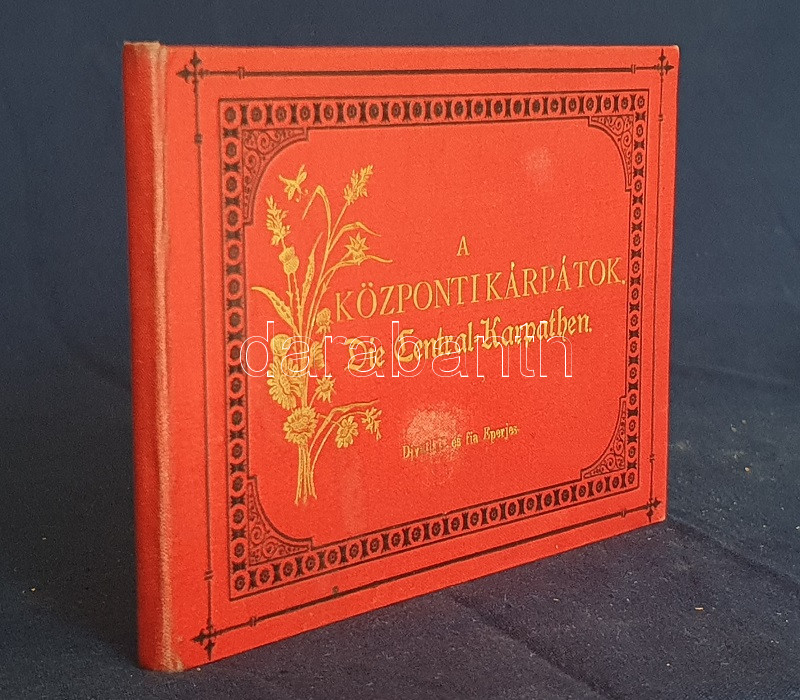 A
KÖZPONTI KÁRPÁTOK.
Die Central-Karpathen.
darabanth
és fia Eperjes.